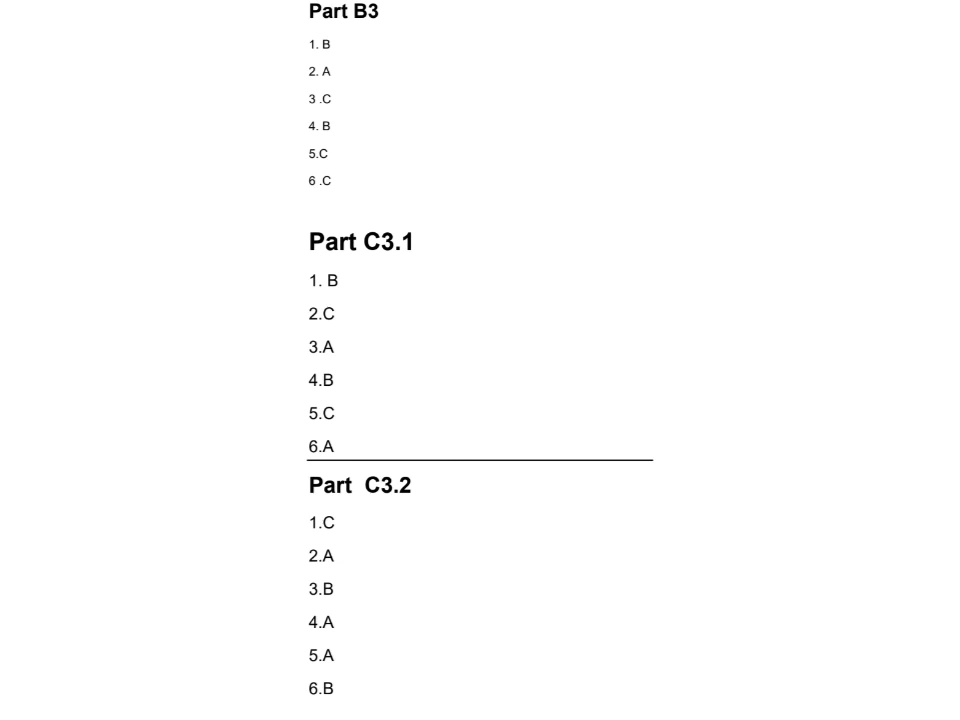 Part B3
1. B
2. A
3 .C
4. B
5.C
6 .C
Part C3.1
1. B
2.C
3.A
4.B
5.C
6.A
Part  C3.2
1.C
2.A
3.B
4.A
5.A
6.B